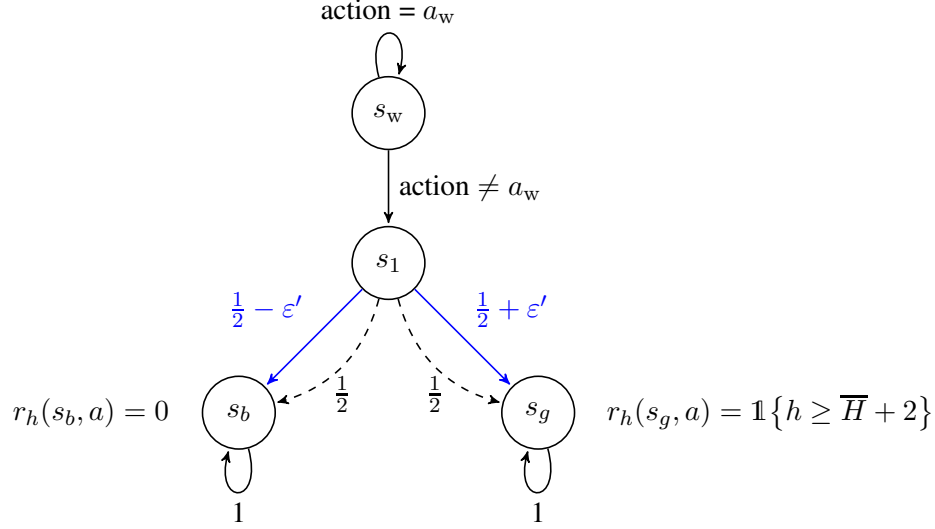 action = a_w
s_w
action ≠ a_w
s_1
1/2 − ε′
1/2 + ε′
1/2
1/2
r_h(s_b, a) = 0
s_b
s_g
r_h(s_g, a) = 𝟙{h ≥ H̅ + 2}
1
1